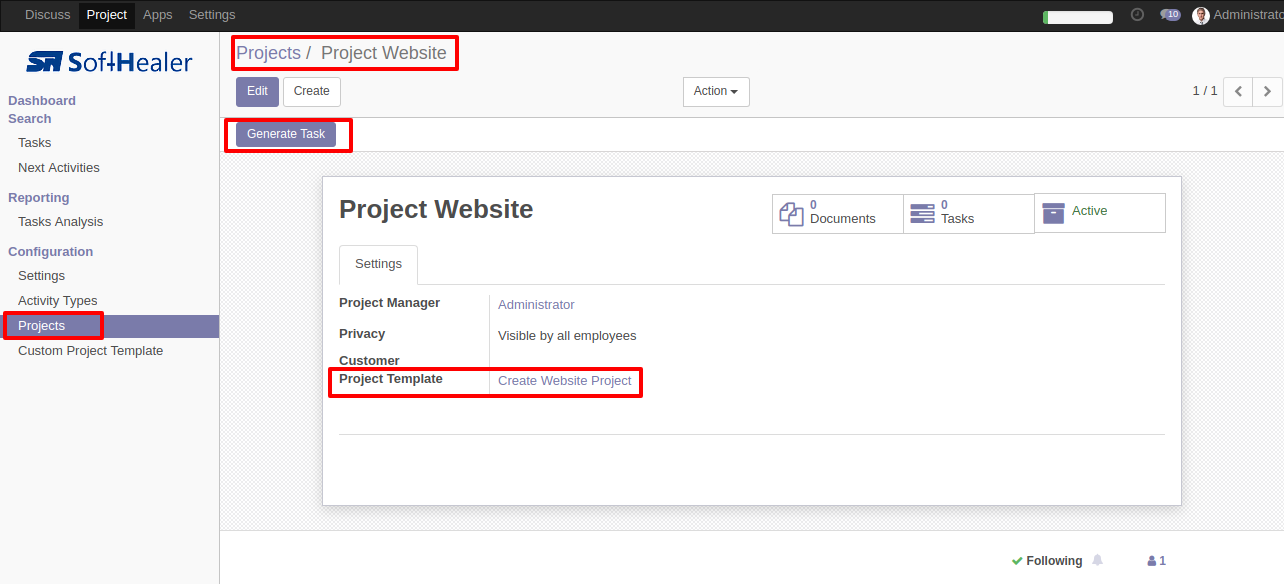 Discuss Project Apps Settings 10 Administrato
SoftHealer
Projects / Project Website
Edit Create Action 1 / 1
Generate Task
Dashboard
Search
Tasks
Next Activities
Reporting
Tasks Analysis
Configuration
Settings
Activity Types
Projects
Custom Project Template
Project Website
0 Documents
0 Tasks
Active
Settings
Project Manager Administrator
Privacy Visible by all employees
Customer
Project Template Create Website Project
Following 1